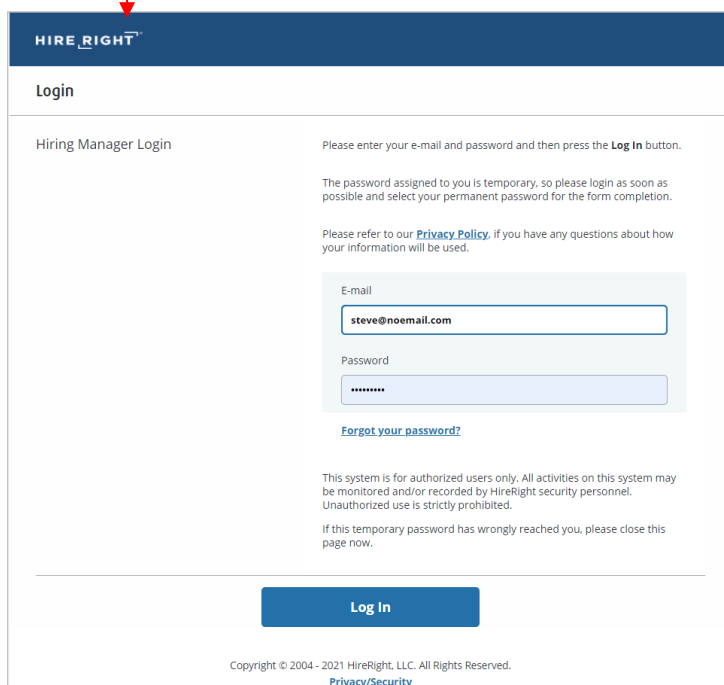 HIRE RIGHT
Login
Hiring Manager Login
Please enter your e-mail and password and then press the Log In button.
The password assigned to you is temporary, so please login as soon as
possible and select your permanent password for the form completion.
Please refer to our Privacy Policy, if you have any questions about how
your information will be used.
E-mail
steve@noemail.com
Password
•••••••••
Forgot your password?
This system is for authorized users only. All activities on this system may
be monitored and/or recorded by HireRight security personnel.
Unauthorized use is strictly prohibited.
If this temporary password has wrongly reached you, please close this
page now.
Log In
Copyright © 2004 - 2021 HireRight, LLC. All Rights Reserved.
Privacy/Security